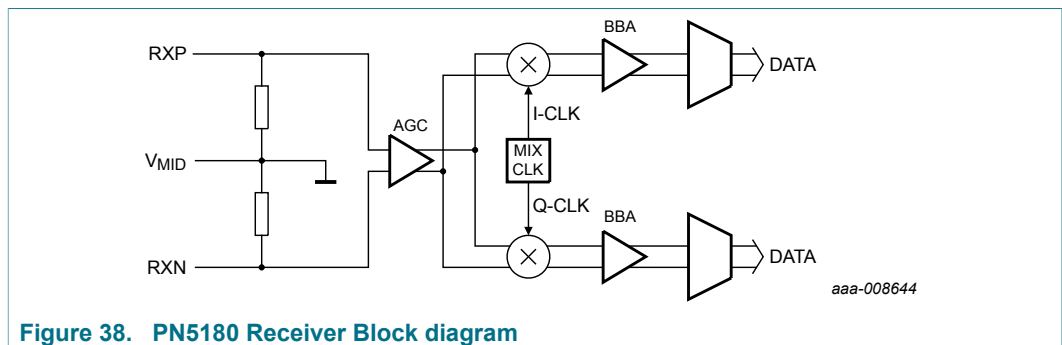 RXP
VMID
RXN
AGC
BBA
DATA
I-CLK
MIX
CLK
Q-CLK
BBA
DATA
aaa-008644
Figure 38. PN5180 Receiver Block diagram